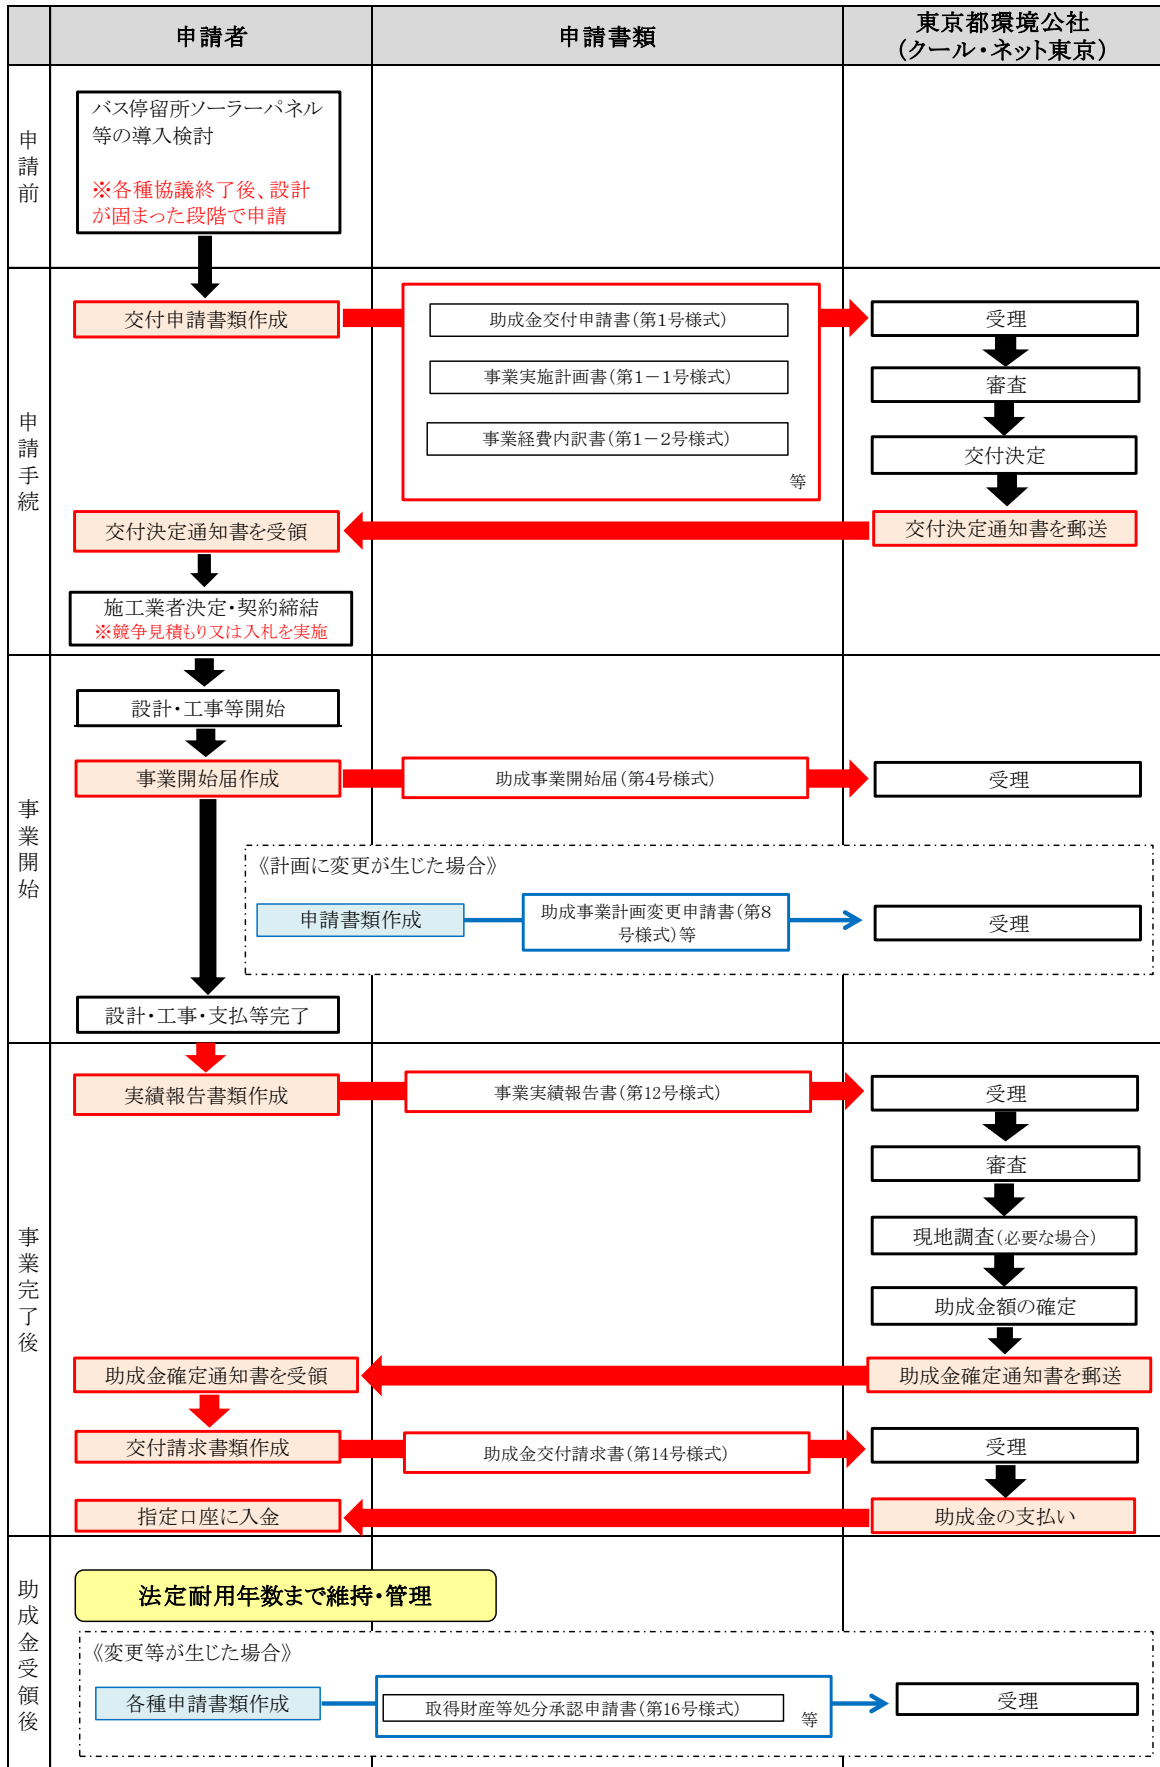 申請者
申請書類
東京都環境公社
(クール・ネット東京)
申請前
バス停留所ソーラーパネル
等の導入検討
※各種協議終了後、設計
が固まった段階で申請
申請手続
交付申請書類作成
助成金交付申請書(第1号様式)
事業実施計画書(第1－1号様式)
事業経費内訳書(第1－2号様式)
等
受理
審査
交付決定
交付決定通知書を受領
交付決定通知書を郵送
施工業者決定・契約締結
※競争見積もり又は入札を実施
事業開始
設計・工事等開始
事業開始届作成
助成事業開始届(第4号様式)
受理
《計画に変更が生じた場合》
申請書類作成
助成事業計画変更申請書(第8
号様式)等
受理
設計・工事・支払等完了
事業完了後
実績報告書類作成
事業実績報告書(第12号様式)
受理
審査
現地調査(必要な場合)
助成金額の確定
助成金確定通知書を受領
助成金確定通知書を郵送
交付請求書類作成
助成金交付請求書(第14号様式)
受理
指定口座に入金
助成金の支払い
助成金受領後
法定耐用年数まで維持・管理
《変更等が生じた場合》
各種申請書類作成
取得財産等処分承認申請書(第16号様式)
等
受理